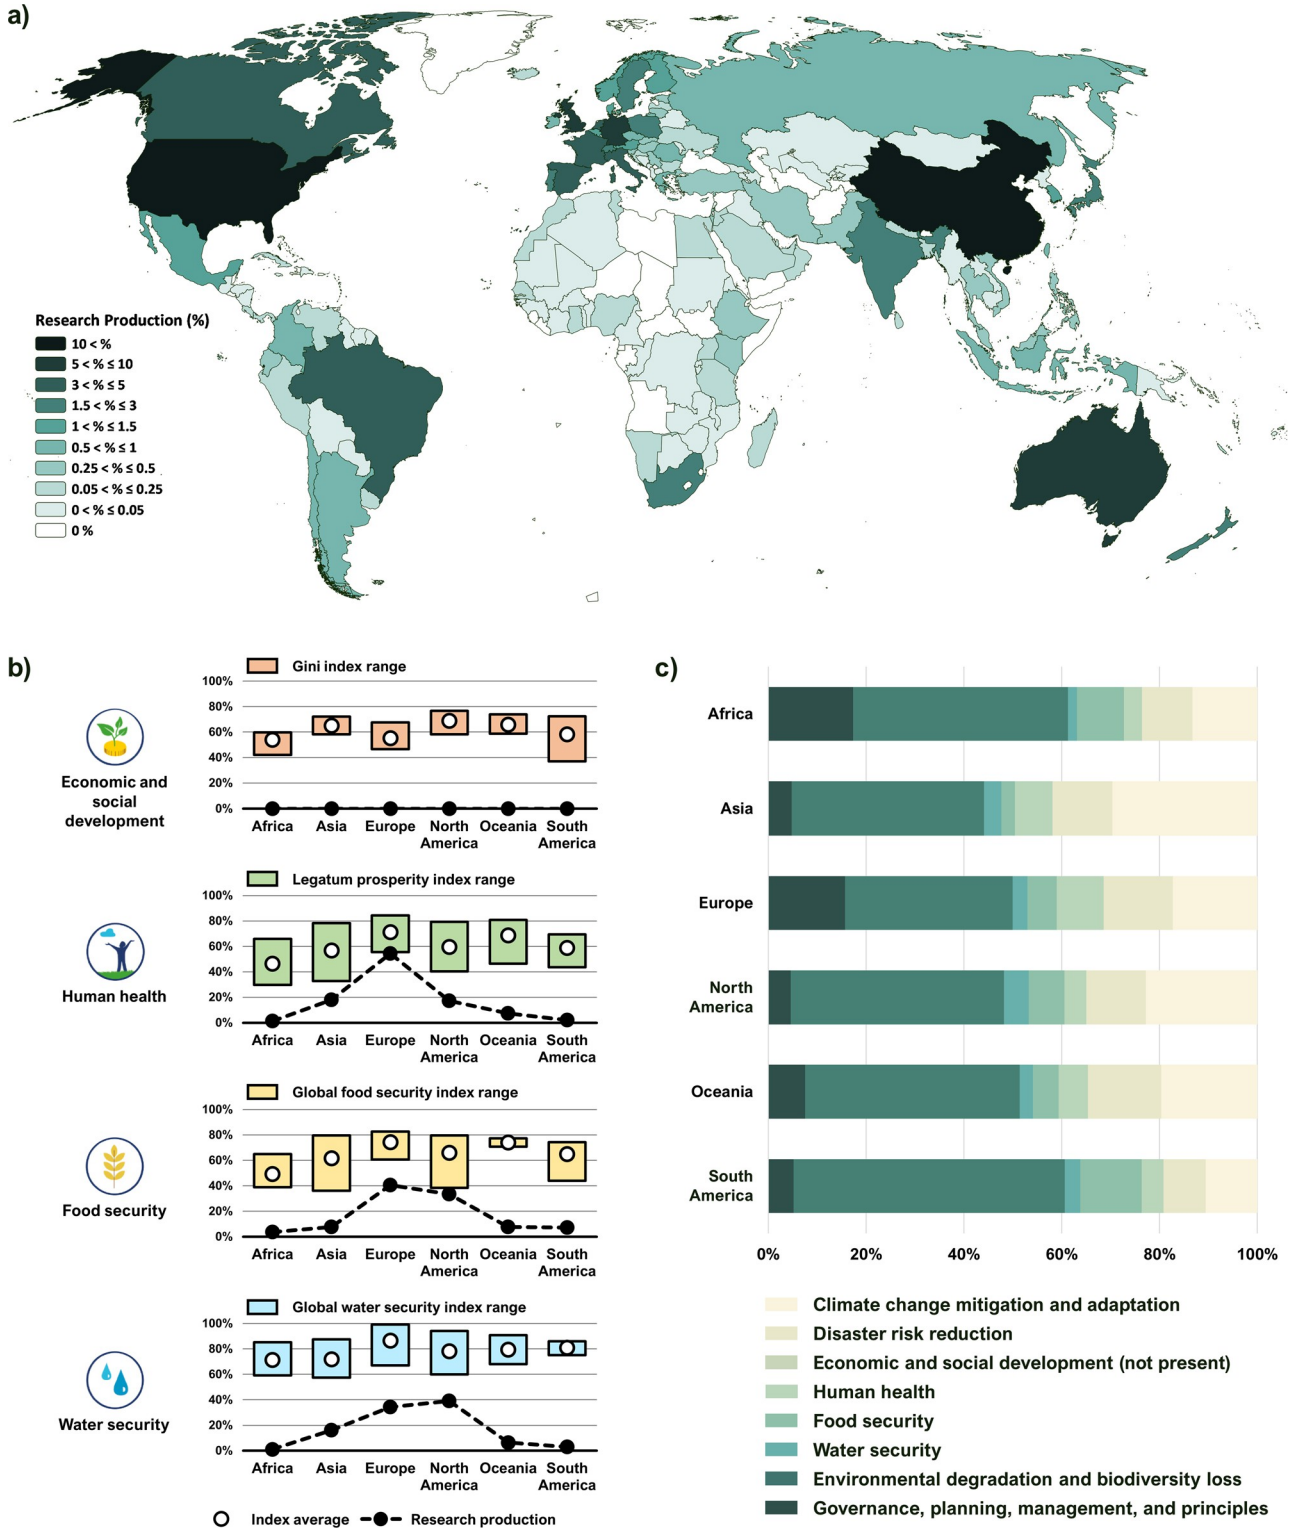 a)
Research Production (%)
10 < %
5 < % ≤ 10
3 < % ≤ 5
1.5 < % ≤ 3
1 < % ≤ 1.5
0.5 < % ≤ 1
0.25 < % ≤ 0.5
0.05 < % ≤ 0.25
0 < % ≤ 0.05
0 %
b)
Economic and
social
development
Gini index range
100%
80%
60%
40%
20%
0%
Africa Asia Europe North Oceania South
America America
Human health
Legatum prosperity index range
100%
80%
60%
40%
20%
0%
Africa Asia Europe North Oceania South
America America
Food security
Global food security index range
100%
80%
60%
40%
20%
0%
Africa Asia Europe North Oceania South
America America
Water security
Global water security index range
100%
80%
60%
40%
20%
0%
Africa Asia Europe North Oceania South
America America
Index average Research production
c)
Africa
Asia
Europe
North
America
Oceania
South
America
0% 20% 40% 60% 80% 100%
Climate change mitigation and adaptation
Disaster risk reduction
Economic and social development (not present)
Human health
Food security
Water security
Environmental degradation and biodiversity loss
Governance, planning, management, and principles